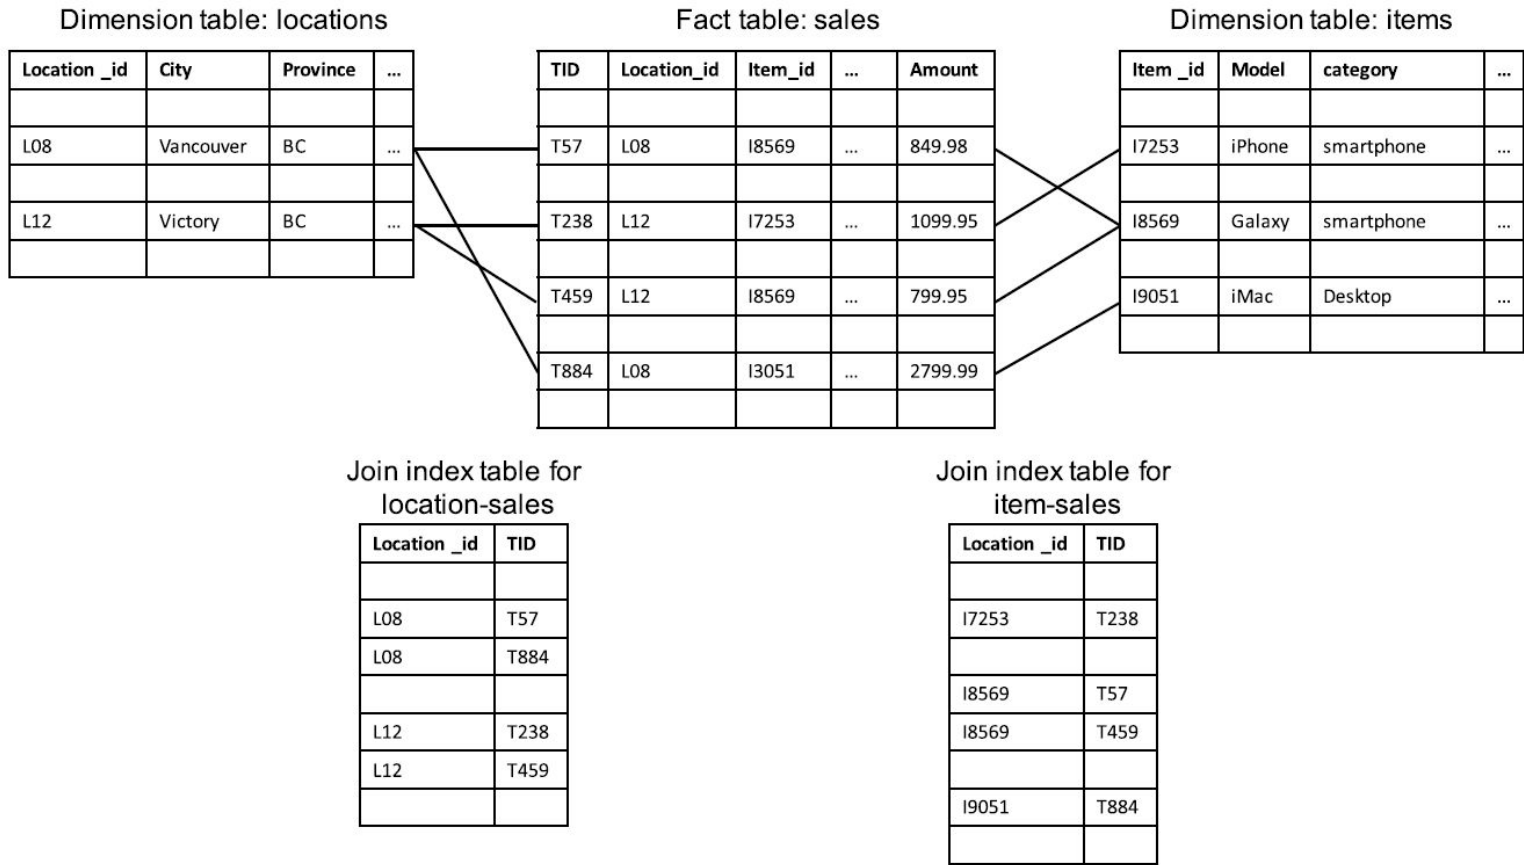 Dimension table: locations
Location _id City Province ...
L08 Vancouver BC ...
L12 Victory BC ...
Fact table: sales
TID Location_id Item_id ... Amount
T57 L08 I8569 ... 849.98
T238 L12 I7253 ... 1099.95
T459 L12 I8569 ... 799.95
T884 L08 I3051 ... 2799.99
Dimension table: items
Item _id Model category ...
I7253 iPhone smartphone ...
I8569 Galaxy smartphone ...
I9051 iMac Desktop ...
Join index table for
location-sales
Location _id TID
L08 T57
L08 T884
L12 T238
L12 T459
Join index table for
item-sales
Location _id TID
I7253 T238
I8569 T57
I8569 T459
I9051 T884